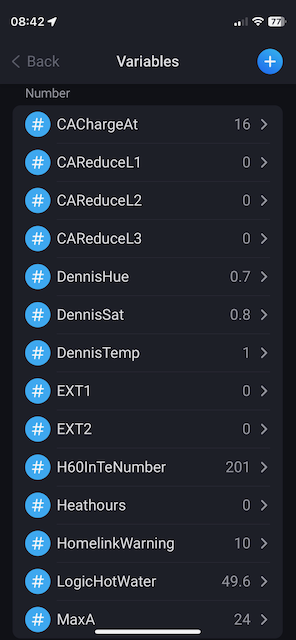 08:42
77
Back
Variables
Number
CAChargeAt 16
CAReduceL1 0
CAReduceL2 0
CAReduceL3 0
DennisHue 0.7
DennisSat 0.8
DennisTemp 1
EXT1 0
EXT2 0
H60InTeNumber 201
Heathours 0
HomelinkWarning 10
LogicHotWater 49.6
MaxA 24